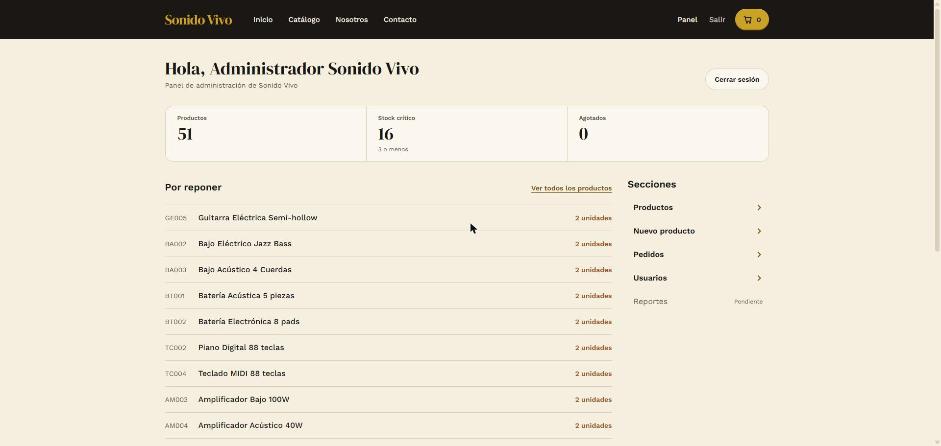 Sonido Vivo
Inicio Catálogo Nosotros Contacto
Panel Salir 0
Hola, Administrador Sonido Vivo
Panel de administración de Sonido Vivo
Cerrar sesión
Productos
51
Stock crítico
16
3 o menos
Agotados
0
Por reponer
Ver todos los productos
GE005 Guitarra Eléctrica Semi-hollow 2 unidades
BA002 Bajo Eléctrico Jazz Bass 2 unidades
BA003 Bajo Acústico 4 Cuerdas 2 unidades
BT001 Batería Acústica 5 piezas 2 unidades
BT002 Batería Electrónica 8 pads 2 unidades
TC002 Piano Digital 88 teclas 2 unidades
TC004 Teclado MIDI 88 teclas 2 unidades
AM003 Amplificador Bajo 100W 2 unidades
AM004 Amplificador Acústico 40W 2 unidades
Secciones
Productos
Nuevo producto
Pedidos
Usuarios
Reportes Pendiente